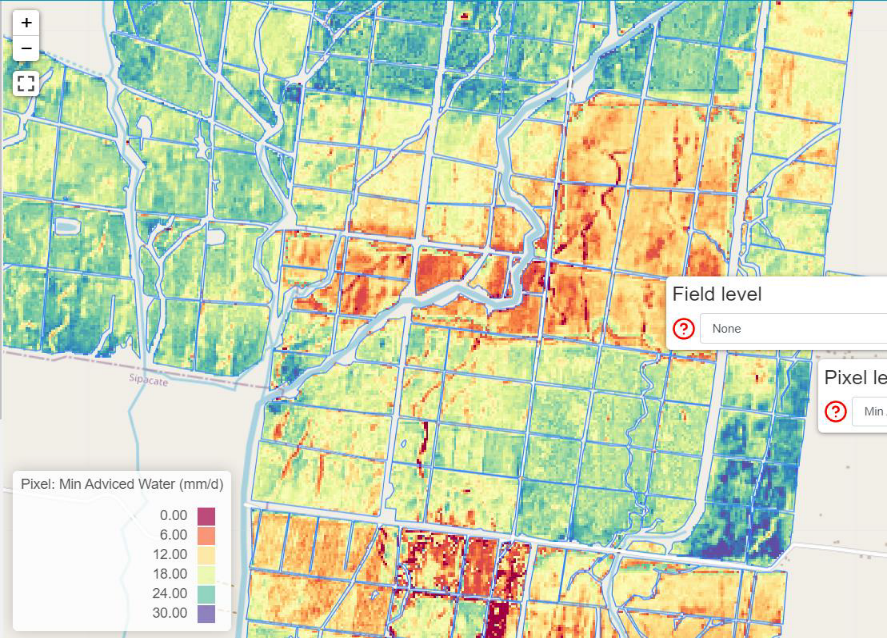 +
−
Field level
?
None
Pixel le
?
Min
Sipacate
Pixel: Min Adviced Water (mm/d)
0.00
6.00
12.00
18.00
24.00
30.00